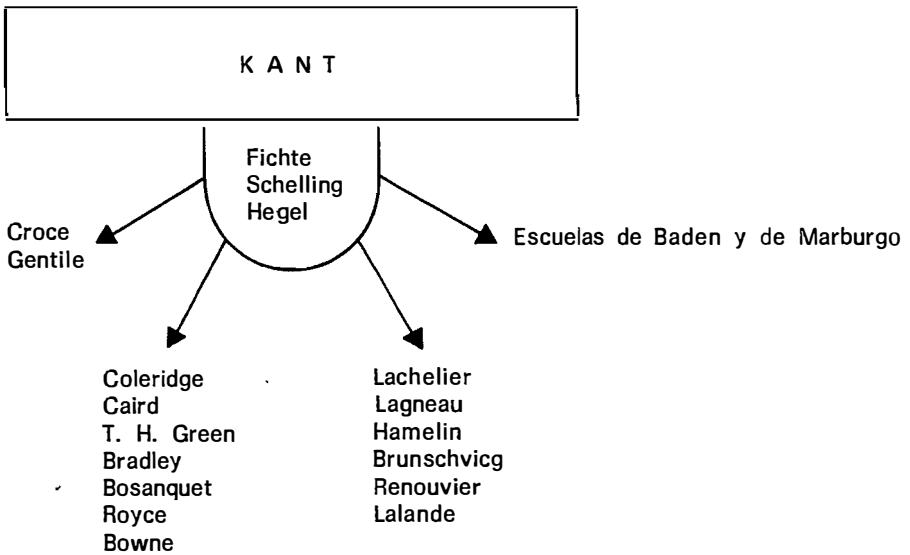 K A N T
Fichte
Schelling
Hegel
Croce
Gentile
Escuelas de Baden y de Marburgo
Coleridge
Caird
T. H. Green
Bradley
Bosanquet
Royce
Bowne
Lachelier
Lagneau
Hamelin
Brunschvicg
Renouvier
Lalande